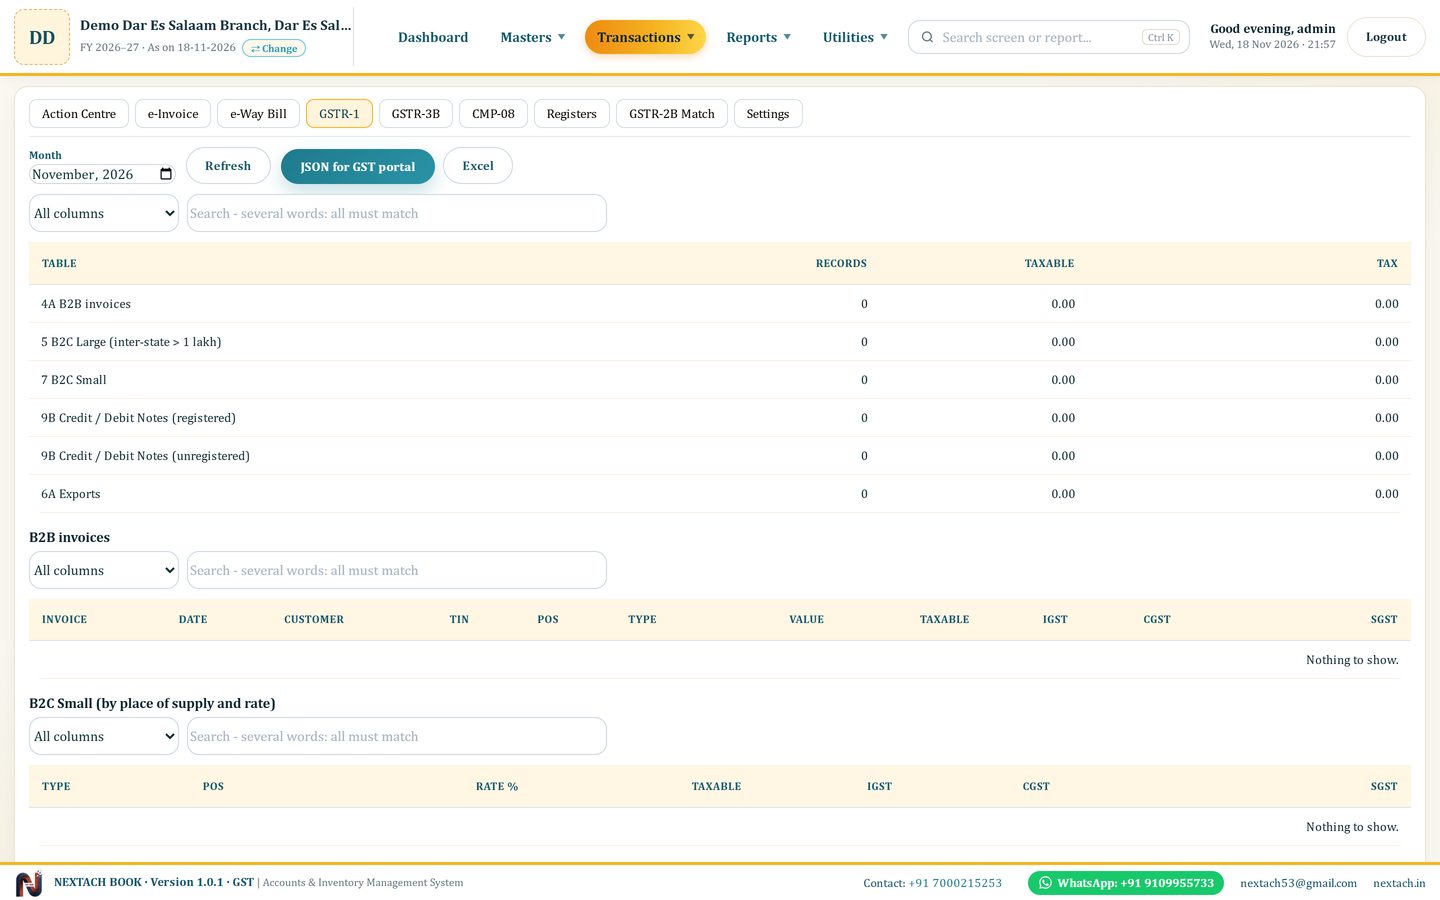 DD
Demo Dar Es Salaam Branch, Dar Es Sal...
FY 2026–27 · As on 18-11-2026 ⇄ Change
Dashboard
Masters ▼
Transactions ▼
Reports ▼
Utilities ▼
Search screen or report...
Ctrl K
Good evening, admin
Wed, 18 Nov 2026 · 21:57
Logout
Action Centre
e-Invoice
e-Way Bill
GSTR-1
GSTR-3B
CMP-08
Registers
GSTR-2B Match
Settings
Month
November, 2026
Refresh
JSON for GST portal
Excel
All columns
Search - several words: all must match
TABLE RECORDS TAXABLE TAX
4A B2B invoices 0 0.00 0.00
5 B2C Large (inter-state > 1 lakh) 0 0.00 0.00
7 B2C Small 0 0.00 0.00
9B Credit / Debit Notes (registered) 0 0.00 0.00
9B Credit / Debit Notes (unregistered) 0 0.00 0.00
6A Exports 0 0.00 0.00
B2B invoices
All columns
Search - several words: all must match
INVOICE DATE CUSTOMER TIN POS TYPE VALUE TAXABLE IGST CGST SGST
Nothing to show.
B2C Small (by place of supply and rate)
All columns
Search - several words: all must match
TYPE POS RATE % TAXABLE IGST CGST SGST
Nothing to show.
NEXTACH BOOK · Version 1.0.1 · GST | Accounts & Inventory Management System
Contact: +91 7000215253
WhatsApp: +91 9109955733
nextach53@gmail.com
nextach.in